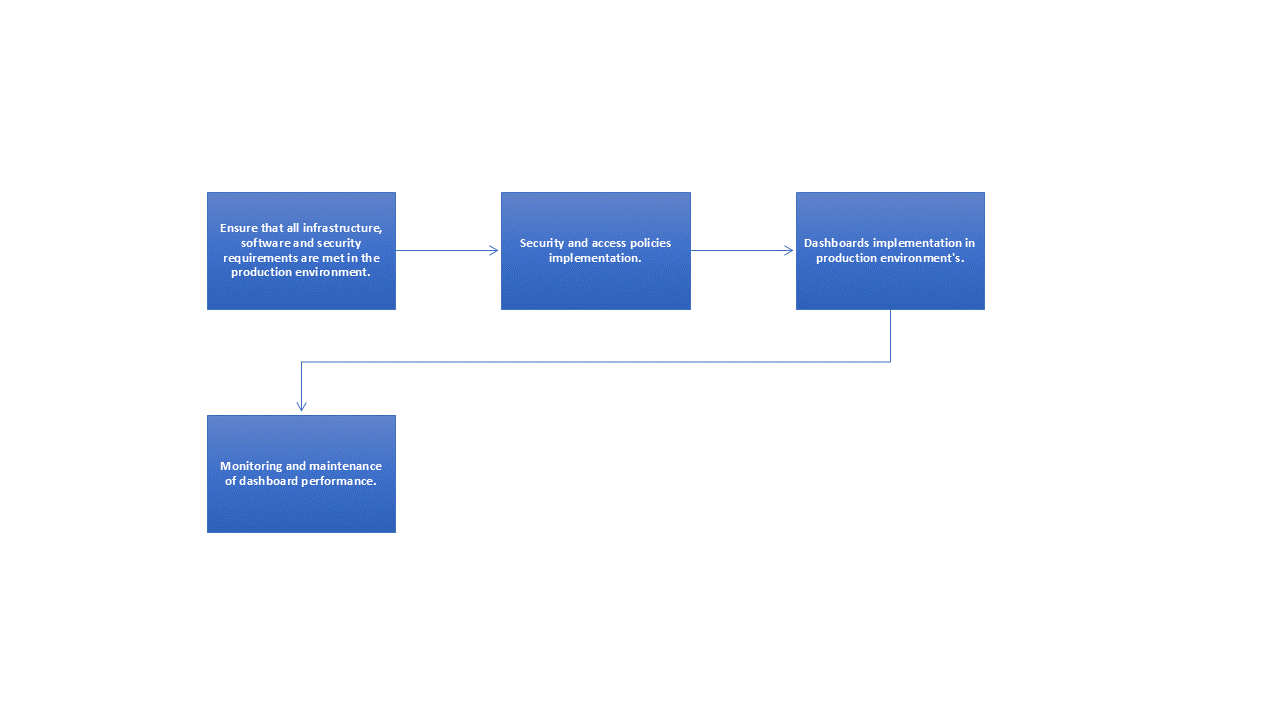 Ensure that all infrastructure,
software and security
requirements are met in the
production environment.
Security and access policies
implementation.
Dashboards implementation in
production environment's.
Monitoring and maintenance
of dashboard performance.